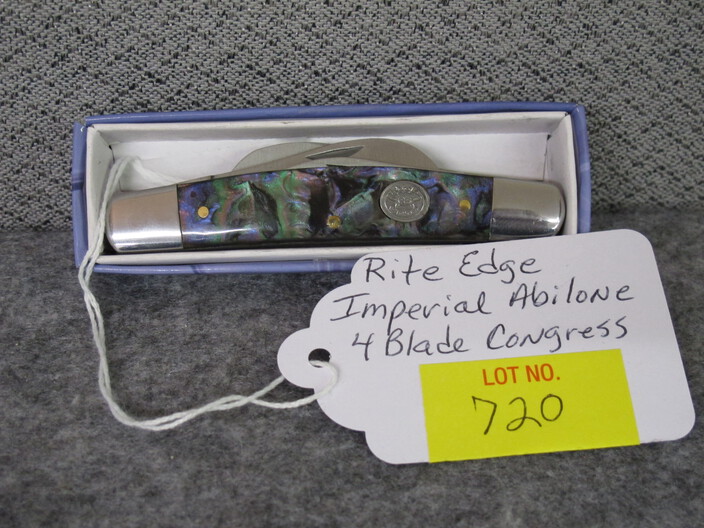 Rite Edge
Imperial Abilone
4 Blade Congress
LOT NO.
720